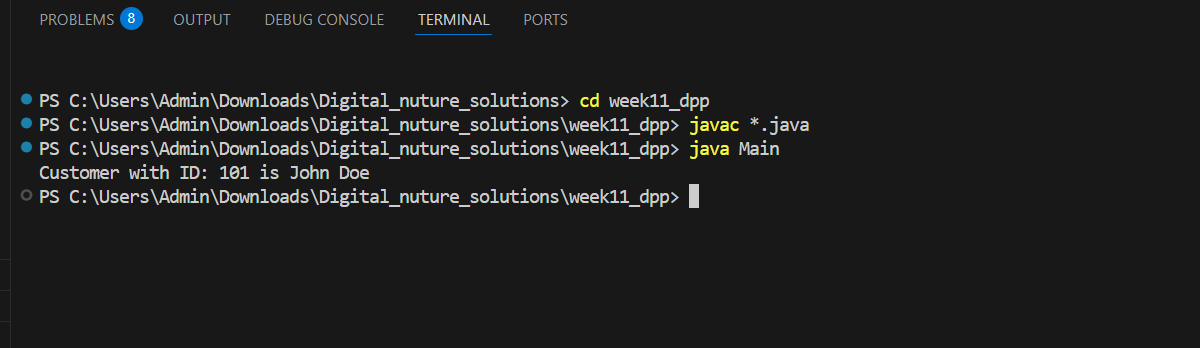 PROBLEMS 8 OUTPUT DEBUG CONSOLE TERMINAL PORTS
PS C:\Users\Admin\Downloads\Digital_nuture_solutions> cd week11_dpp
PS C:\Users\Admin\Downloads\Digital_nuture_solutions\week11_dpp> javac *.java
PS C:\Users\Admin\Downloads\Digital_nuture_solutions\week11_dpp> java Main
Customer with ID: 101 is John Doe
PS C:\Users\Admin\Downloads\Digital_nuture_solutions\week11_dpp>